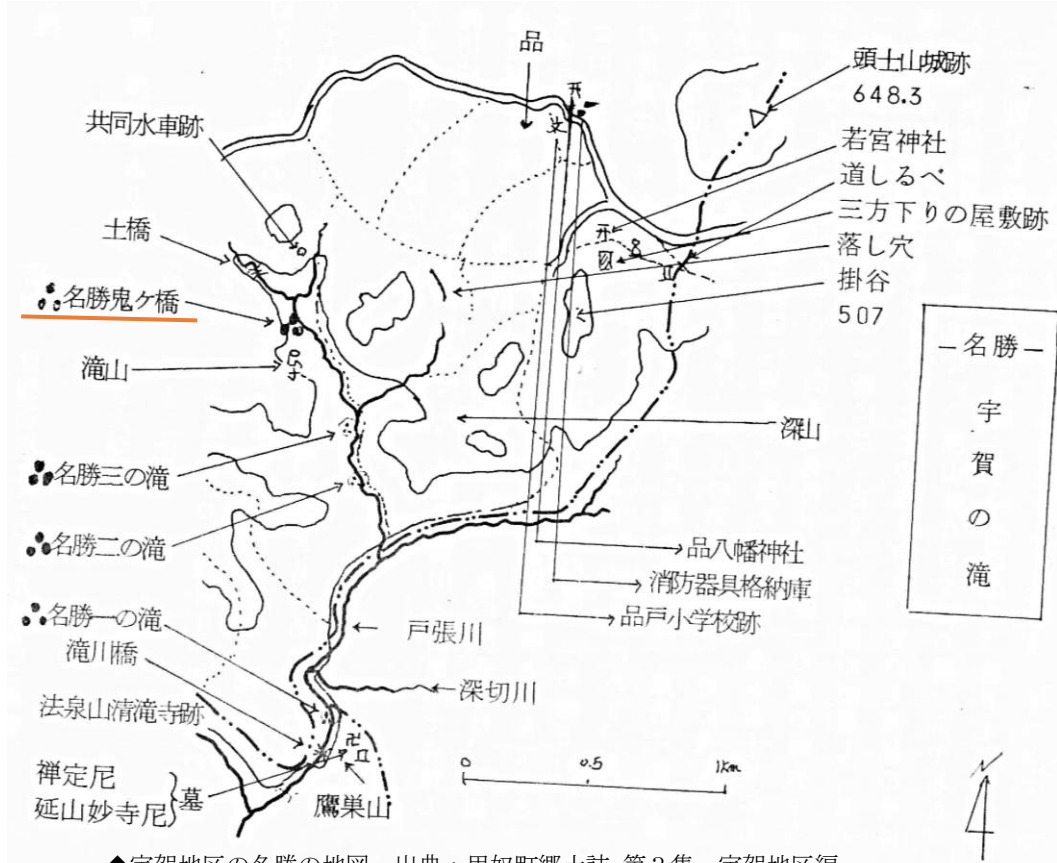 品
頭士山城跡
648.3
共同水車跡
若宮神社
道しるべ
三方下りの屋敷跡
土橋
落し穴
掛谷
507
名勝鬼ケ橋
滝山
450
－名勝－
宇賀の滝
深山
名勝三の滝
名勝二の滝
品八幡神社
消防器具格納庫
品戸小学校跡
名勝一の滝
戸張川
滝川橋
深切川
法泉山清滝寺跡
禅定尼
延山妙寺尼
墓
鷹巣山
0 0.5 1km
N